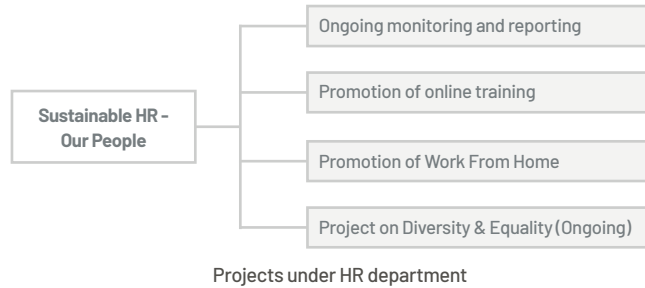 Sustainable HR -
Our People
Ongoing monitoring and reporting
Promotion of online training
Promotion of Work From Home
Project on Diversity & Equality (Ongoing)
Projects under HR department